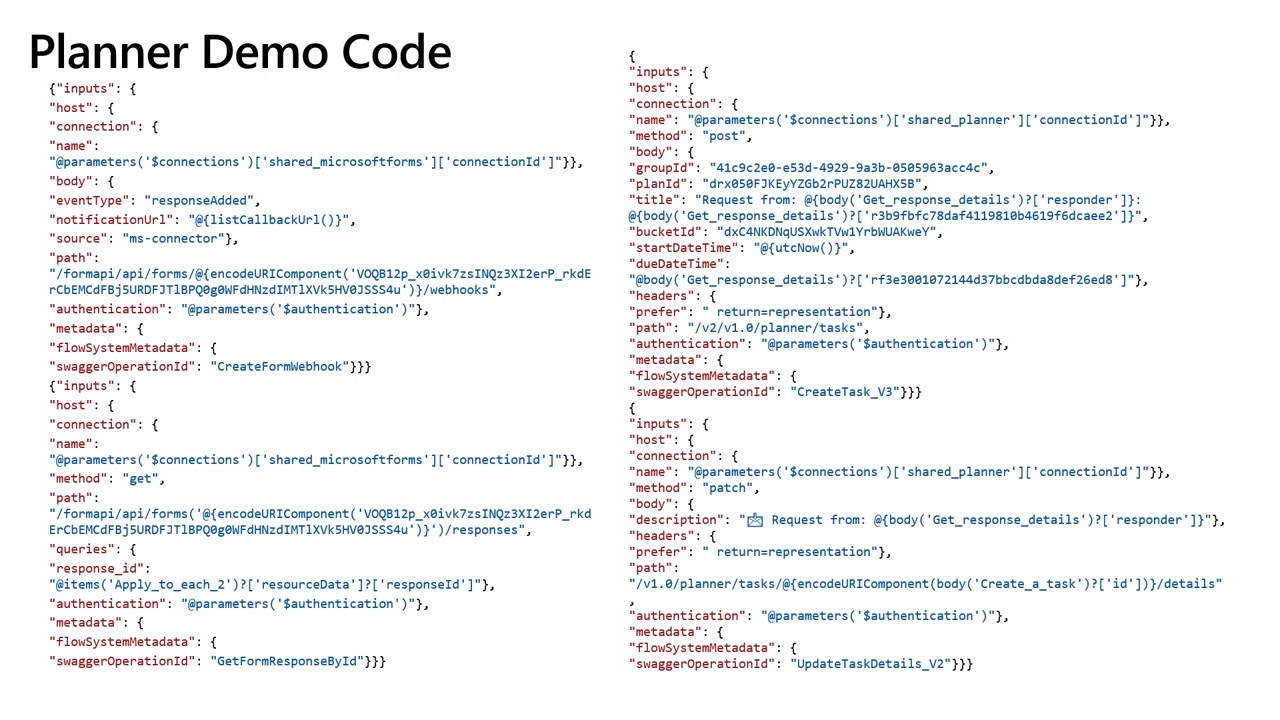 Planner Demo Code
{"inputs": {
"host": {
"connection": {
"name":
"@parameters('$connections')['shared_microsoftforms']['connectionId']"}},
"body": {
"eventType": "responseAdded",
"notificationUrl": "@{listCallbackUrl()}",
"source": "ms-connector"},
"path":
"/formapi/api/forms/@{encodeURIComponent('VOQB12p_x0ivk7zsINQz3XI2erP_rkdE
rCbEMCdFBj5URDFJTlBPQ0g0WFdHNzdIMTlXVk5HV0JSSS4u')}/webhooks",
"authentication": "@parameters('$authentication')"},
"metadata": {
"flowSystemMetadata": {
"swaggerOperationId": "CreateFormWebhook"}}}
{"inputs": {
"host": {
"connection": {
"name":
"@parameters('$connections')['shared_microsoftforms']['connectionId']"}},
"method": "get",
"path":
"/formapi/api/forms('@{encodeURIComponent('VOQB12p_x0ivk7zsINQz3XI2erP_rkd
ErCbEMCdFBj5URDFJTlBPQ0g0WFdHNzdIMTlXVk5HV0JSSS4u')}')/responses",
"queries": {
"response_id":
"@items('Apply_to_each_2')?['resourceData']?['responseId']"},
"authentication": "@parameters('$authentication')"},
"metadata": {
"flowSystemMetadata": {
"swaggerOperationId": "GetFormResponseById"}}}
{
"inputs": {
"host": {
"connection": {
"name": "@parameters('$connections')['shared_planner']['connectionId']"}},
"method": "post",
"body": {
"groupId": "41c9c2e0-e53d-4929-9a3b-0505963acc4c",
"planId": "drx050FJKEyYZGb2rPUZ82UAHX5B",
"title": "Request from: @{body('Get_response_details')?['responder']}:
@{body('Get_response_details')?['r3b9fbfc78daf4119810b4619f6dcaee2']}",
"bucketId": "dxC4NKDNqUSXwkTVw1YrbWUAKweY",
"startDateTime": "@{utcNow()}",
"dueDateTime":
"@body('Get_response_details')?['rf3e3001072144d37bbcdbda8def26ed8']"},
"headers": {
"prefer": " return=representation"},
"path": "/v2/v1.0/planner/tasks",
"authentication": "@parameters('$authentication')"},
"metadata": {
"flowSystemMetadata": {
"swaggerOperationId": "CreateTask_V3"}}}
{
"inputs": {
"host": {
"connection": {
"name": "@parameters('$connections')['shared_planner']['connectionId']"}},
"method": "patch",
"body": {
"description": "📩 Request from: @{body('Get_response_details')?['responder']}"},
"headers": {
"prefer": " return=representation"},
"path":
"/v1.0/planner/tasks/@{encodeURIComponent(body('Create_a_task')?['id'])}/details"
,
"authentication": "@parameters('$authentication')"},
"metadata": {
"flowSystemMetadata": {
"swaggerOperationId": "UpdateTaskDetails_V2"}}}